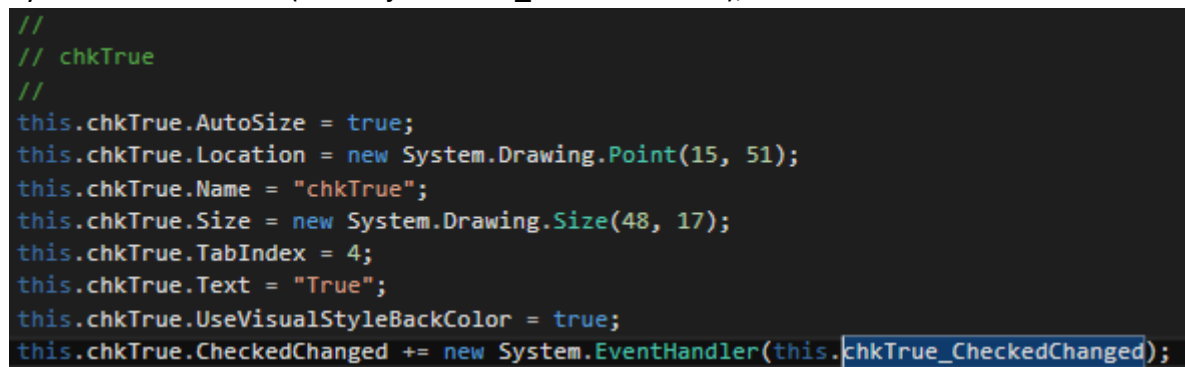 //
// chkTrue
//
this.chkTrue.AutoSize = true;
this.chkTrue.Location = new System.Drawing.Point(15, 51);
this.chkTrue.Name = "chkTrue";
this.chkTrue.Size = new System.Drawing.Size(48, 17);
this.chkTrue.TabIndex = 4;
this.chkTrue.Text = "True";
this.chkTrue.UseVisualStyleBackColor = true;
this.chkTrue.CheckedChanged += new System.EventHandler(this.chkTrue_CheckedChanged);